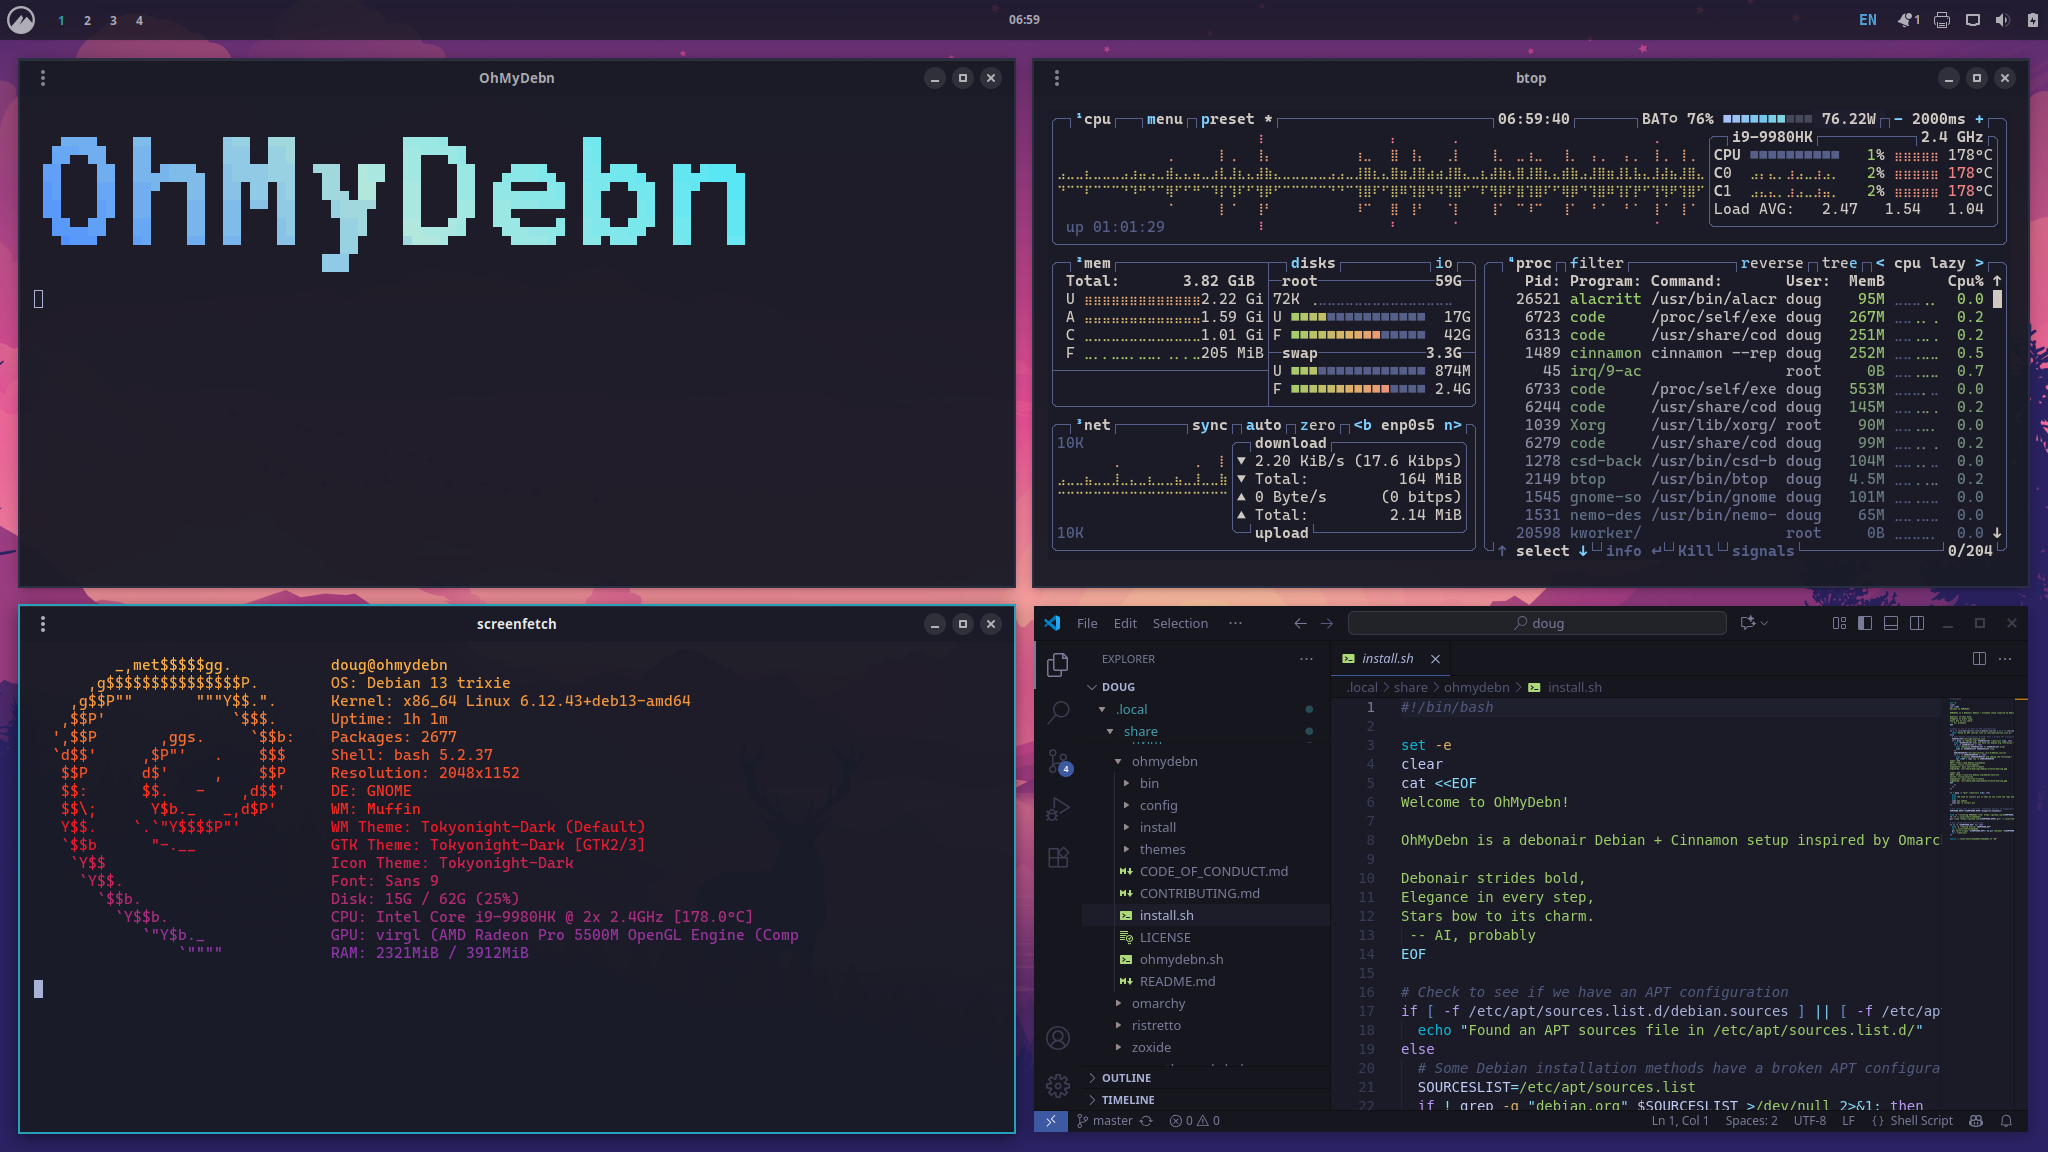 1 2 3 4
06:59
EN
1
OhMyDebn
OhMyDebn
btop
¹cpu menu preset * 06:59:40 BAT 76% 76.22W - 2000ms +
i9-9980HK 2.4 GHz
CPU 1% 178°C
C0 2% 178°C
C1 2% 178°C
Load AVG: 2.47 1.54 1.04
up 01:01:29
²mem
Total: 3.82 GiB
U 2.22 Gi
A 1.59 Gi
C 1.01 Gi
F 205 MiB
disks io
root 59G
72K
U 17G
F 42G
swap 3.3G
U 874M
F 2.4G
³net sync auto zero <b enp0s5 n>
10K
download
▼ 2.20 KiB/s (17.6 Kibps)
▼ Total: 164 MiB
▲ 0 Byte/s (0 bitps)
▲ Total: 2.14 MiB
upload
10K
⁴proc filter reverse tree < cpu lazy >
Pid: Program: Command: User: MemB Cpu% ↑
26521 alacritt /usr/bin/alacr doug 95M 0.0
6723 code /proc/self/exe doug 267M 0.2
6313 code /usr/share/cod doug 251M 0.2
1489 cinnamon cinnamon --rep doug 252M 0.5
45 irq/9-ac root 0B 0.7
6733 code /proc/self/exe doug 553M 0.0
6244 code /usr/share/cod doug 145M 0.2
1039 Xorg /usr/lib/xorg/ root 90M 0.0
6279 code /usr/share/cod doug 99M 0.2
1278 csd-back /usr/bin/csd-b doug 104M 0.0
2149 btop /usr/bin/btop doug 4.5M 0.2
1545 gnome-so /usr/bin/gnome doug 101M 0.0
1531 nemo-des /usr/bin/nemo- doug 65M 0.0
20598 kworker/ root 0B 0.0 ↓
↑ select ↓ info ↵ Kill signals 0/204
screenfetch
_,met$$$$$gg.
,g$$$$$$$$$$$$$$$P.
,g$$P"" """Y$$.".
,$$P' `$$$.
',$$P ,ggs. `$$b:
`d$$' ,$P"' . $$$
$$P d$' , $$P
$$: $$. - ,d$$'
$$\; Y$b._ _,d$P'
Y$$. `.`"Y$$$$P"'
`$$b "-.__
`Y$$
`Y$$.
`$$b.
`Y$$b.
`"Y$b._
`""""
doug@ohmydebn
OS: Debian 13 trixie
Kernel: x86_64 Linux 6.12.43+deb13-amd64
Uptime: 1h 1m
Packages: 2677
Shell: bash 5.2.37
Resolution: 2048x1152
DE: GNOME
WM: Muffin
WM Theme: Tokyonight-Dark (Default)
GTK Theme: Tokyonight-Dark [GTK2/3]
Icon Theme: Tokyonight-Dark
Font: Sans 9
Disk: 15G / 62G (25%)
CPU: Intel Core i9-9980HK @ 2x 2.4GHz [178.0°C]
GPU: virgl (AMD Radeon Pro 5500M OpenGL Engine (Comp
RAM: 2321MiB / 3912MiB
File Edit Selection ··· ← → doug
EXPLORER ···
DOUG
.local
share
ohmydebn
bin
config
install
themes
CODE_OF_CONDUCT.md
CONTRIBUTING.md
install.sh
LICENSE
ohmydebn.sh
README.md
omarchy
ristretto
zoxide
OUTLINE
TIMELINE
4
install.sh
.local > share > ohmydebn > install.sh
1 #!/bin/bash
2
3 set -e
4 clear
5 cat <<EOF
6 Welcome to OhMyDebn!
7
8 OhMyDebn is a debonair Debian + Cinnamon setup inspired by Omarc
9
10 Debonair strides bold,
11 Elegance in every step,
12 Stars bow to its charm.
13 -- AI, probably
14 EOF
15
16 # Check to see if we have an APT configuration
17 if [ -f /etc/apt/sources.list.d/debian.sources ] || [ -f /etc/ap
18 echo "Found an APT sources file in /etc/apt/sources.list.d/"
19 else
20 # Some Debian installation methods have a broken APT configura
21 SOURCESLIST=/etc/apt/sources.list
22 if ! grep -q "debian.org" $SOURCESLIST >/dev/null 2>&1; then
master 0 0 Ln 1, Col 1 Spaces: 2 UTF-8 LF {} Shell Script